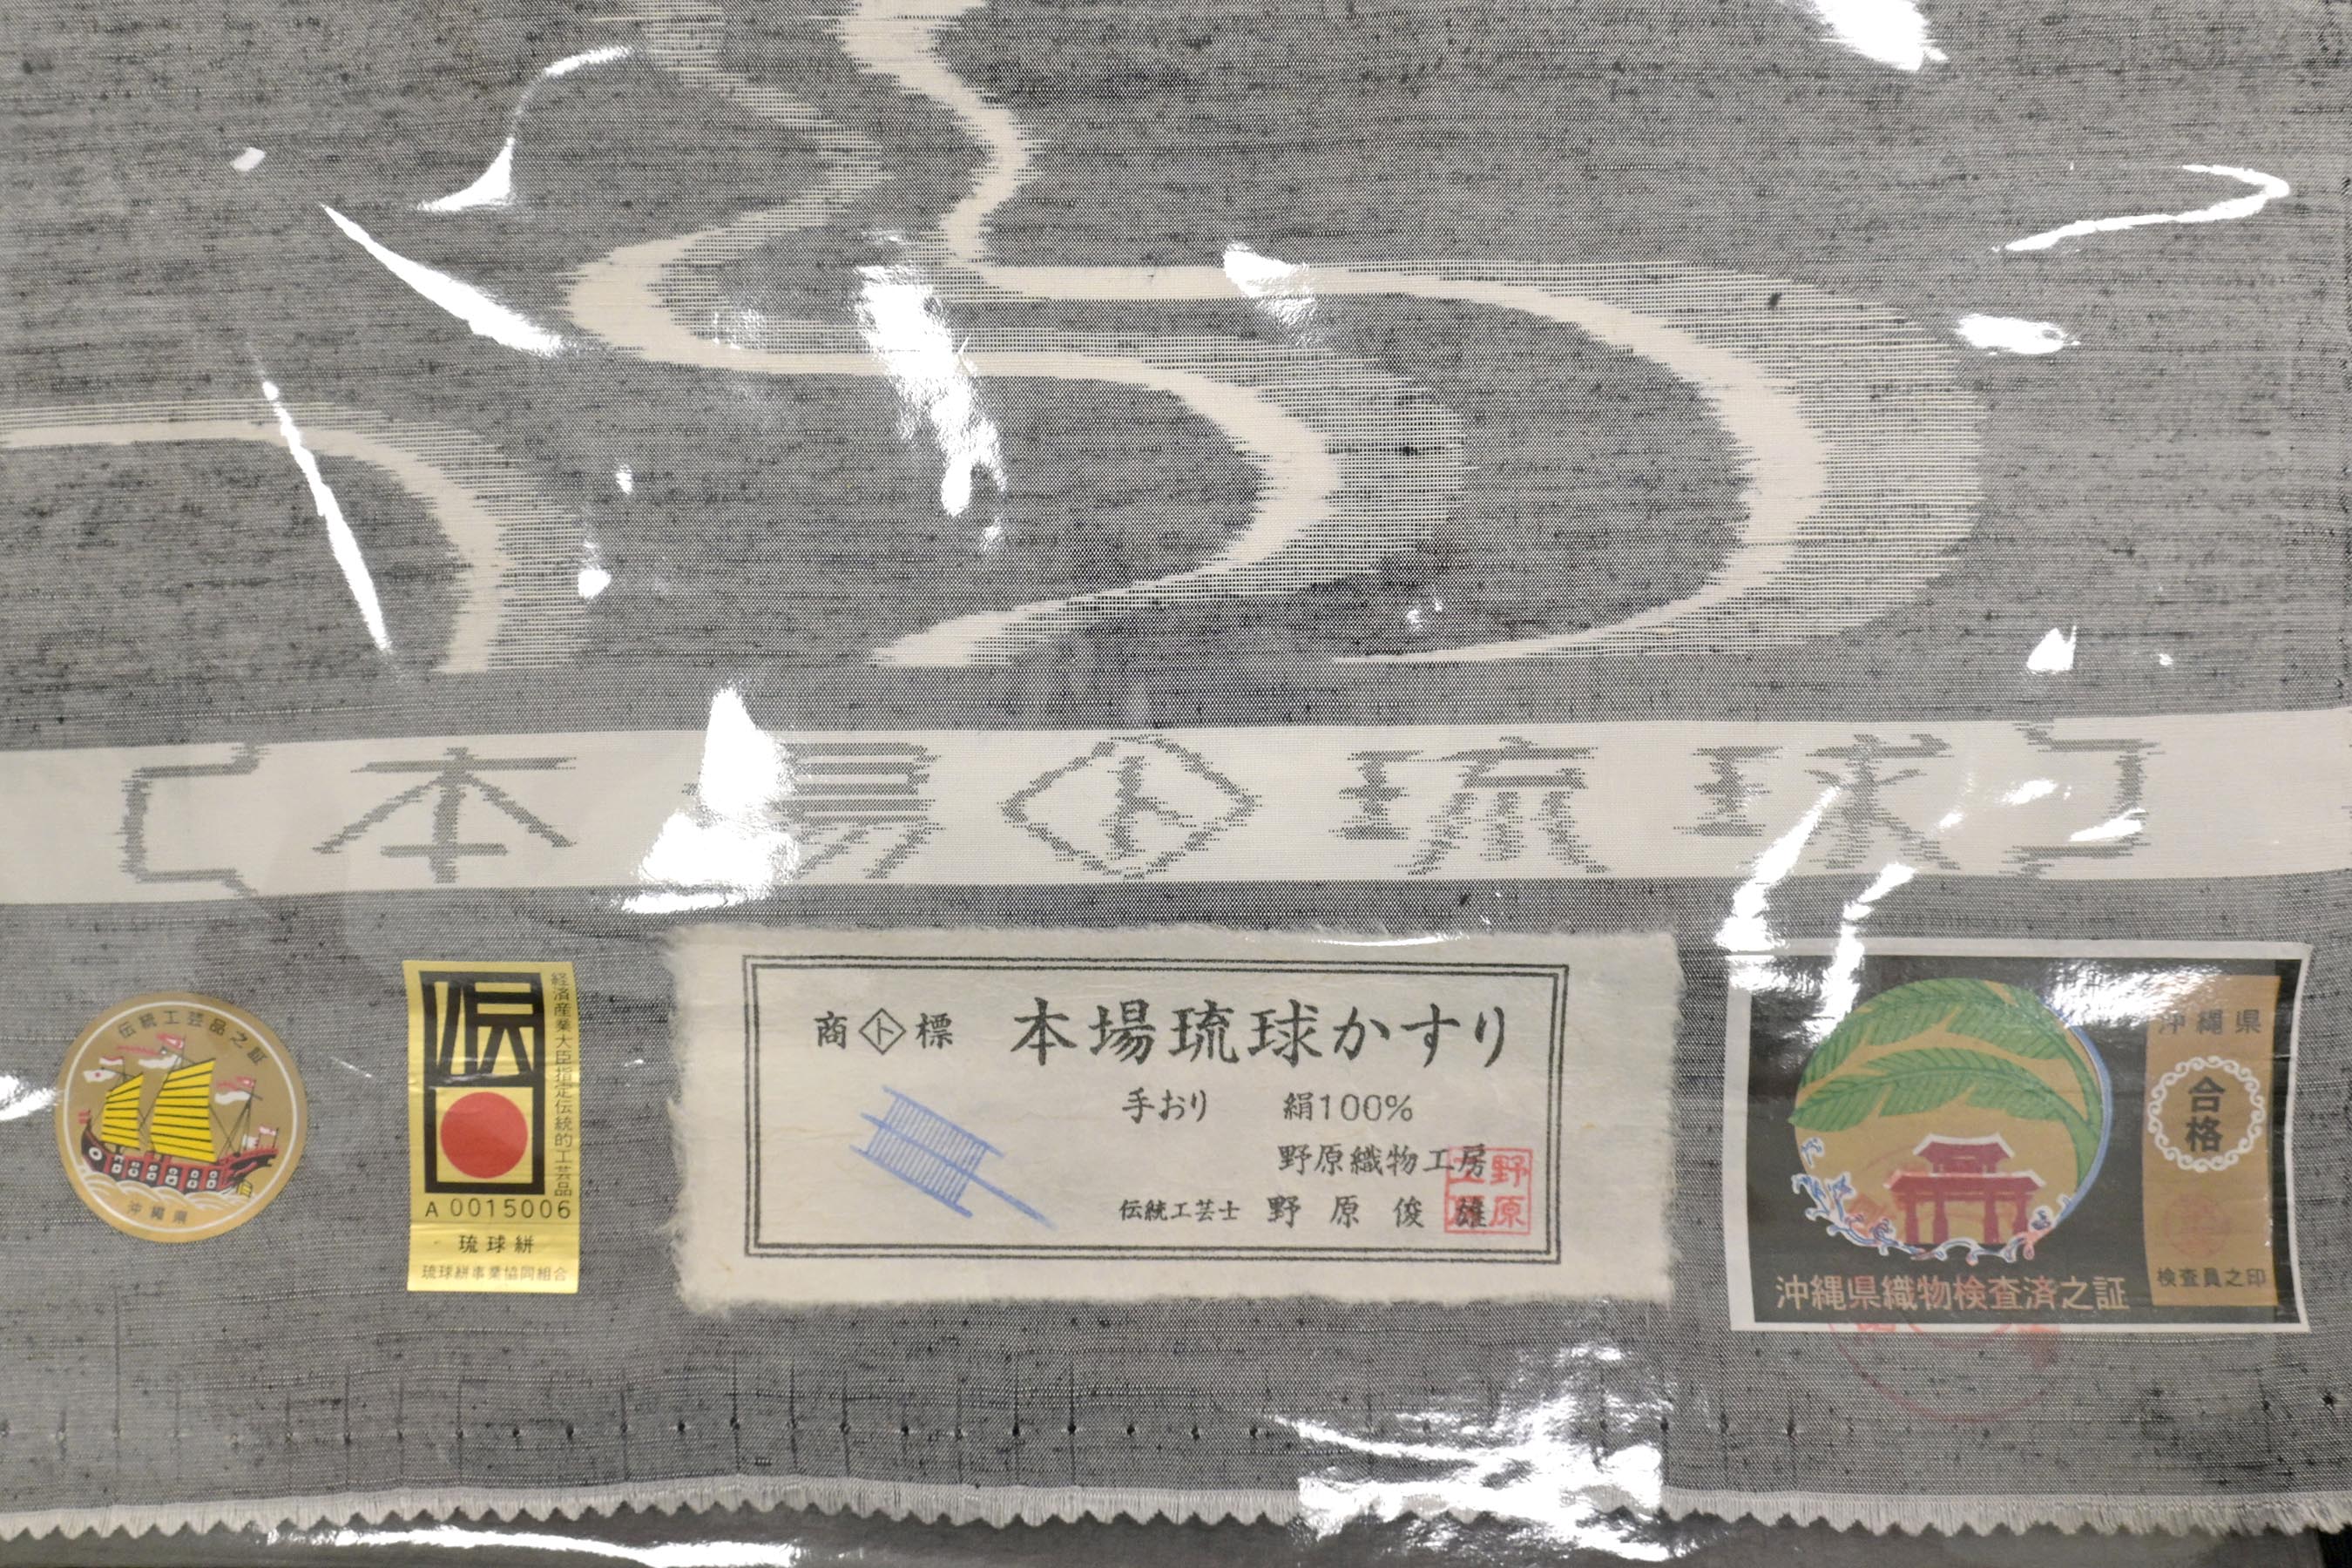 本場ト琉球
伝統工芸品之証
沖縄県
伝
経済産業大臣指定伝統的工芸品
A 0015006
琉球絣
琉球絣事業協同組合
商ト標 本場琉球かすり
手おり 絹100%
野原織物工房
伝統工芸士 野原俊雄
野原
沖縄県
合格
検査員之印
沖縄県織物検査済之証